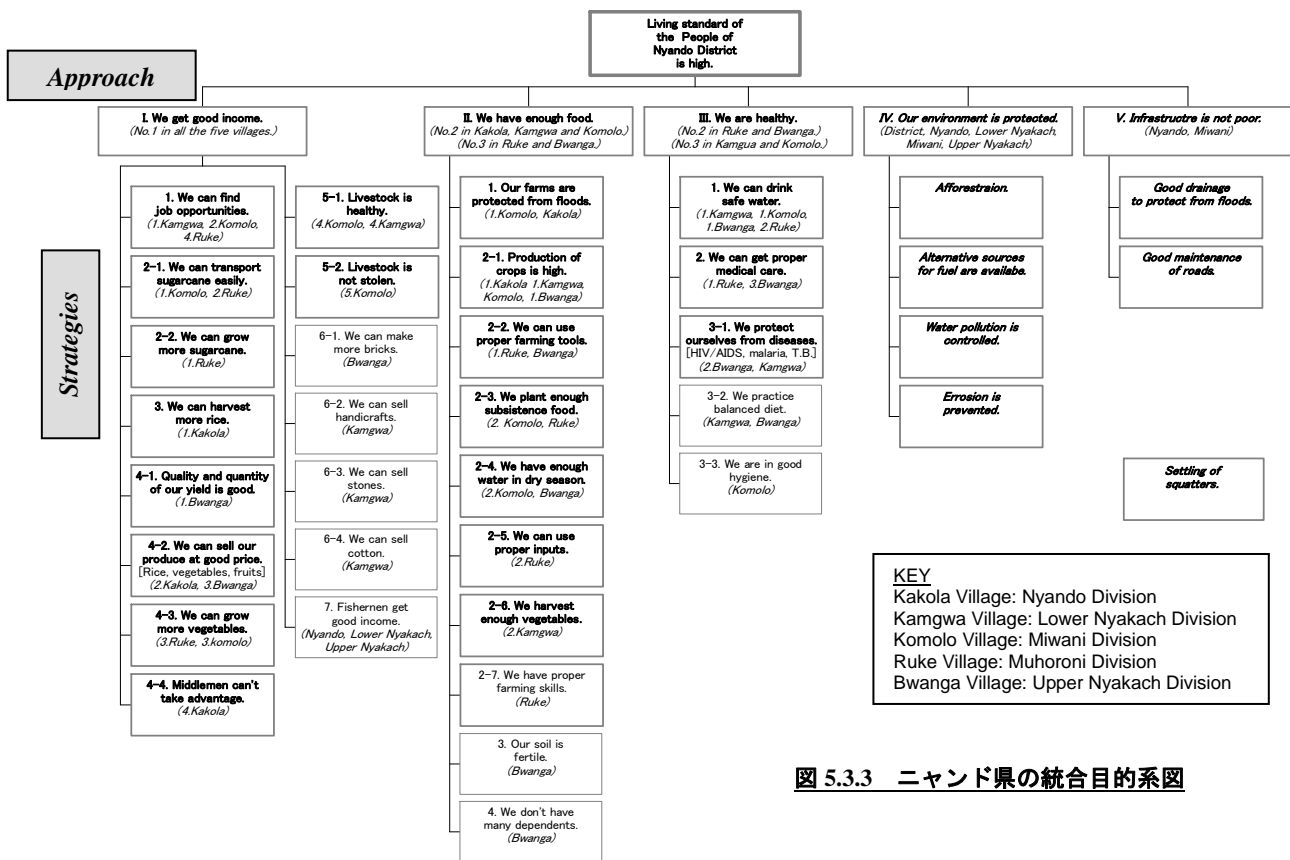 Living standard of
the People of
Nyando District
is high.
Approach
I. We get good income.
(No.1 in all the five villages.)
II. We have enough food.
(No.2 in Kakola, Kamgwa and Komolo.)
(No.3 in Ruke and Bwanga.)
III. We are healthy.
(No.2 in Ruke and Bwanga.)
(No.3 in Kamgua and Komolo.)
IV. Our environment is protected.
(District, Nyando, Lower Nyakach,
Miwani, Upper Nyakach)
V. Infrastructre is not poor.
(Nyando, Miwani)
Strategies
1. We can find
job opportunities.
(1.Kamgwa, 2.Komolo,
4.Ruke)
2-1. We can transport
sugarcane easily.
(1.Komolo, 2.Ruke)
2-2. We can grow
more sugarcane.
(1.Ruke)
3. We can harvest
more rice.
(1.Kakola)
4-1. Quality and quantity
of our yield is good.
(1.Bwanga)
4-2. We can sell our
produce at good price.
[Rice, vegetables, fruits]
(2.Kakola, 3.Bwanga)
4-3. We can grow
more vegetables.
(3.Ruke, 3.komolo)
4-4. Middlemen can't
take advantage.
(4.Kakola)
5-1. Livestock is
healthy.
(4.Komolo, 4.Kamgwa)
5-2. Livestock is
not stolen.
(5.Komolo)
6-1. We can make
more bricks.
(Bwanga)
6-2. We can sell
handicrafts.
(Kamgwa)
6-3. We can sell
stones.
(Kamgwa)
6-4. We can sell
cotton.
(Kamgwa)
7. Fishernen get
good income.
(Nyando, Lower Nyakach,
Upper Nyakach)
1. Our farms are
protected from floods.
(1.Komolo, Kakola)
2-1. Production of
crops is high.
(1.Kakola 1.Kamgwa,
Komolo, 1.Bwanga)
2-2. We can use
proper farming tools.
(1.Ruke, Bwanga)
2-3. We plant enough
subsistence food.
(2. Komolo, Ruke)
2-4. We have enough
water in dry season.
(2.Komolo, Bwanga)
2-5. We can use
proper inputs.
(2.Ruke)
2-6. We harvest
enough vegetables.
(2.Kamgwa)
2-7. We have proper
farming skills.
(Ruke)
3. Our soil is
fertile.
(Bwanga)
4. We don't have
many dependents.
(Bwanga)
1. We can drink
safe water.
(1.Kamgwa, 1.Komolo,
1.Bwanga, 2.Ruke)
2. We can get proper
medical care.
(1.Ruke, 3.Bwanga)
3-1. We protect
ourselves from diseases.
[HIV/AIDS, malaria, T.B.]
(2.Bwanga, Kamgwa)
3-2. We practice
balanced diet.
(Kamgwa, Bwanga)
3-3. We are in good
hygiene.
(Komolo)
Afforestraion.
Alternative sources
for fuel are availabe.
Water pollution is
controlled.
Errosion is
prevented.
Good drainage
to protect from floods.
Good maintenance
of roads.
Settling of
squatters.
KEY
Kakola Village: Nyando Division
Kamgwa Village: Lower Nyakach Division
Komolo Village: Miwani Division
Ruke Village: Muhoroni Division
Bwanga Village: Upper Nyakach Division
図 5.3.3 ニャンド県の統合目的系図